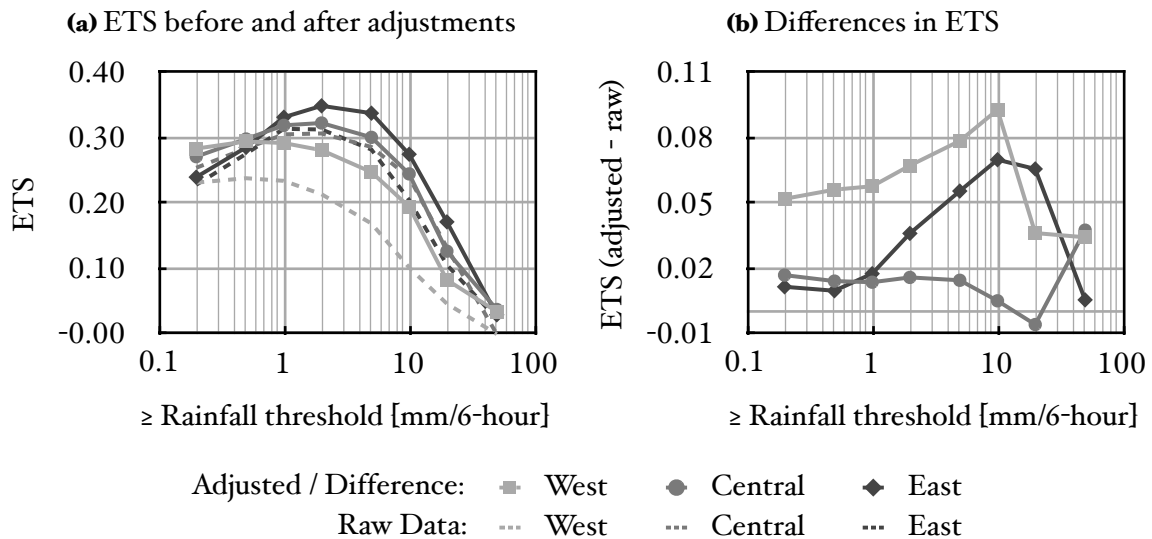 (a) ETS before and after adjustments
0.40
0.30
0.20
0.10
-0.00
ETS
0.1 1 10 100
≥ Rainfall threshold [mm/6-hour]
(b) Differences in ETS
0.11
0.08
0.05
0.02
-0.01
ETS (adjusted - raw)
0.1 1 10 100
≥ Rainfall threshold [mm/6-hour]
Adjusted / Difference: West Central East
Raw Data: West Central East